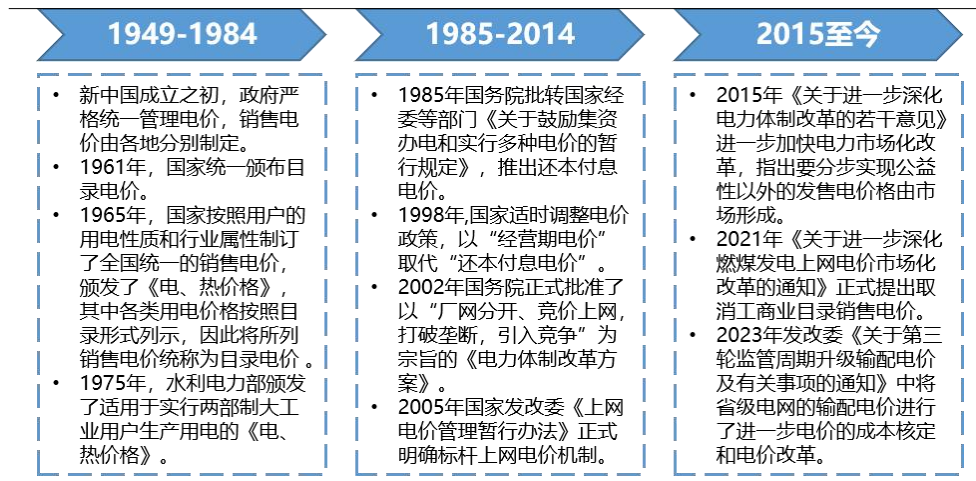 1949-1984
• 新中国成立之初，政府严
格统一管理电价，销售电
价由各地分别制定。
• 1961年，国家统一颁布目
录电价。
• 1965年，国家按照用户的
用电性质和行业属性制订
了全国统一的销售电价，
颁发了《电、热价格》，
其中各类用电价格按照目
录形式列示，因此将所列
销售电价统称为目录电价 。
• 1975年，水利电力部颁发
了适用于实行两部制大工
业用户生产用电的《电、
热价格》。
1985-2014
• 1985年国务院批转国家经
委等部门《关于鼓励集资
办电和实行多种电价的暂
行规定》，推出还本付息
电价。
• 1998年,国家适时调整电价
政策，以“经营期电价”
取代“还本付息电价”。
• 2002年国务院正式批准了
以“厂网分开、竞价上网，
打破垄断，引入竞争”为
宗旨的《电力体制改革方
案》。
• 2005年国家发改委《上网
电价管理暂行办法》正式
明确标杆上网电价机制。
2015至今
• 2015年《关于进一步深化
电力体制改革的若干意见》
进一步加快电力市场化改
革，指出要分步实现公益
性以外的发售电价格由市
场形成。
• 2021年《关于进一步深化
燃煤发电上网电价市场化
改革的通知》正式提出取
消工商业目录销售电价。
• 2023年发改委《关于第三
轮监管周期升级输配电价
及有关事项的通知》中将
省级电网的输配电价进行
了进一步电价的成本核定
和电价改革。